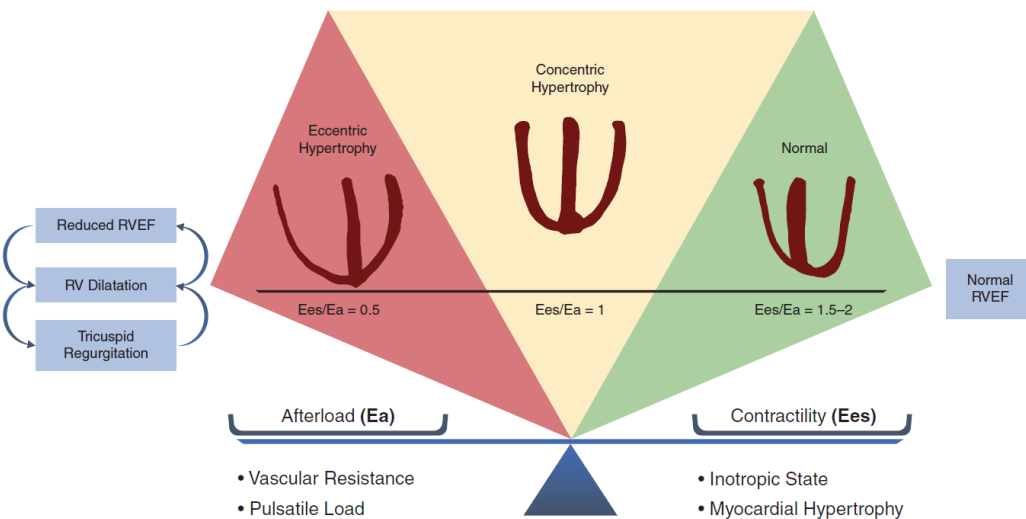 Concentric
Hypertrophy
Eccentric
Hypertrophy
Normal
Reduced RVEF
RV Dilatation
Tricuspid
Regurgitation
Normal
RVEF
Ees/Ea = 0.5
Ees/Ea = 1
Ees/Ea = 1.5–2
Afterload (Ea)
Contractility (Ees)
• Vascular Resistance
• Pulsatile Load
• Inotropic State
• Myocardial Hypertrophy